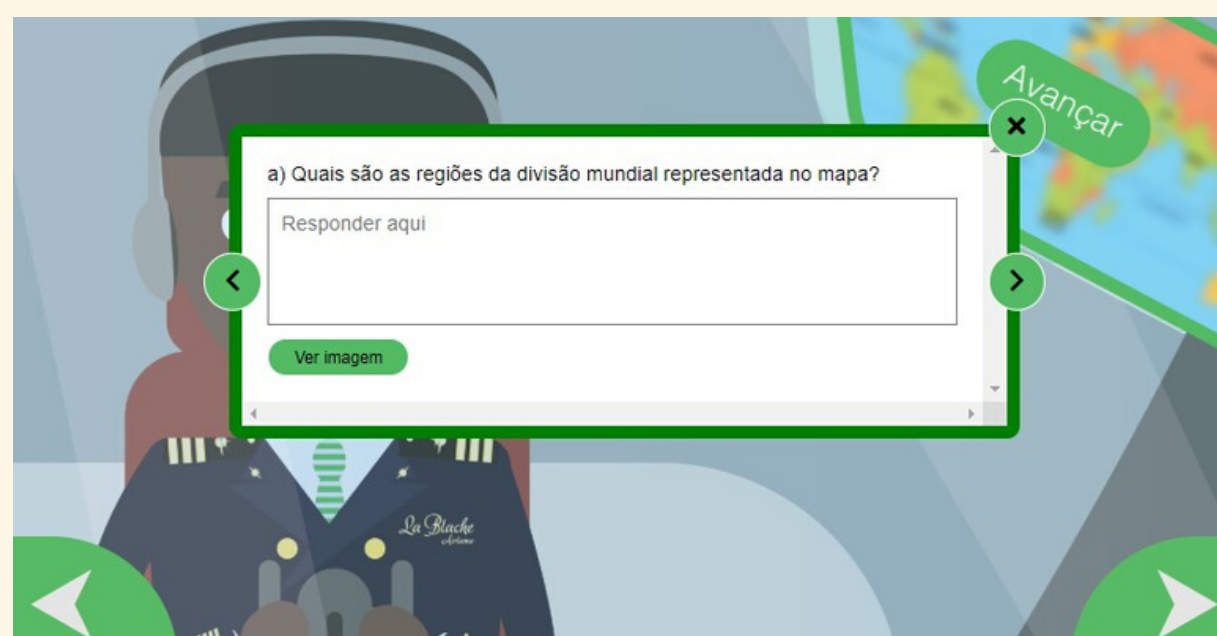 Avançar
a) Quais são as regiões da divisão mundial representada no mapa?
Responder aqui
Ver imagem
La Blache